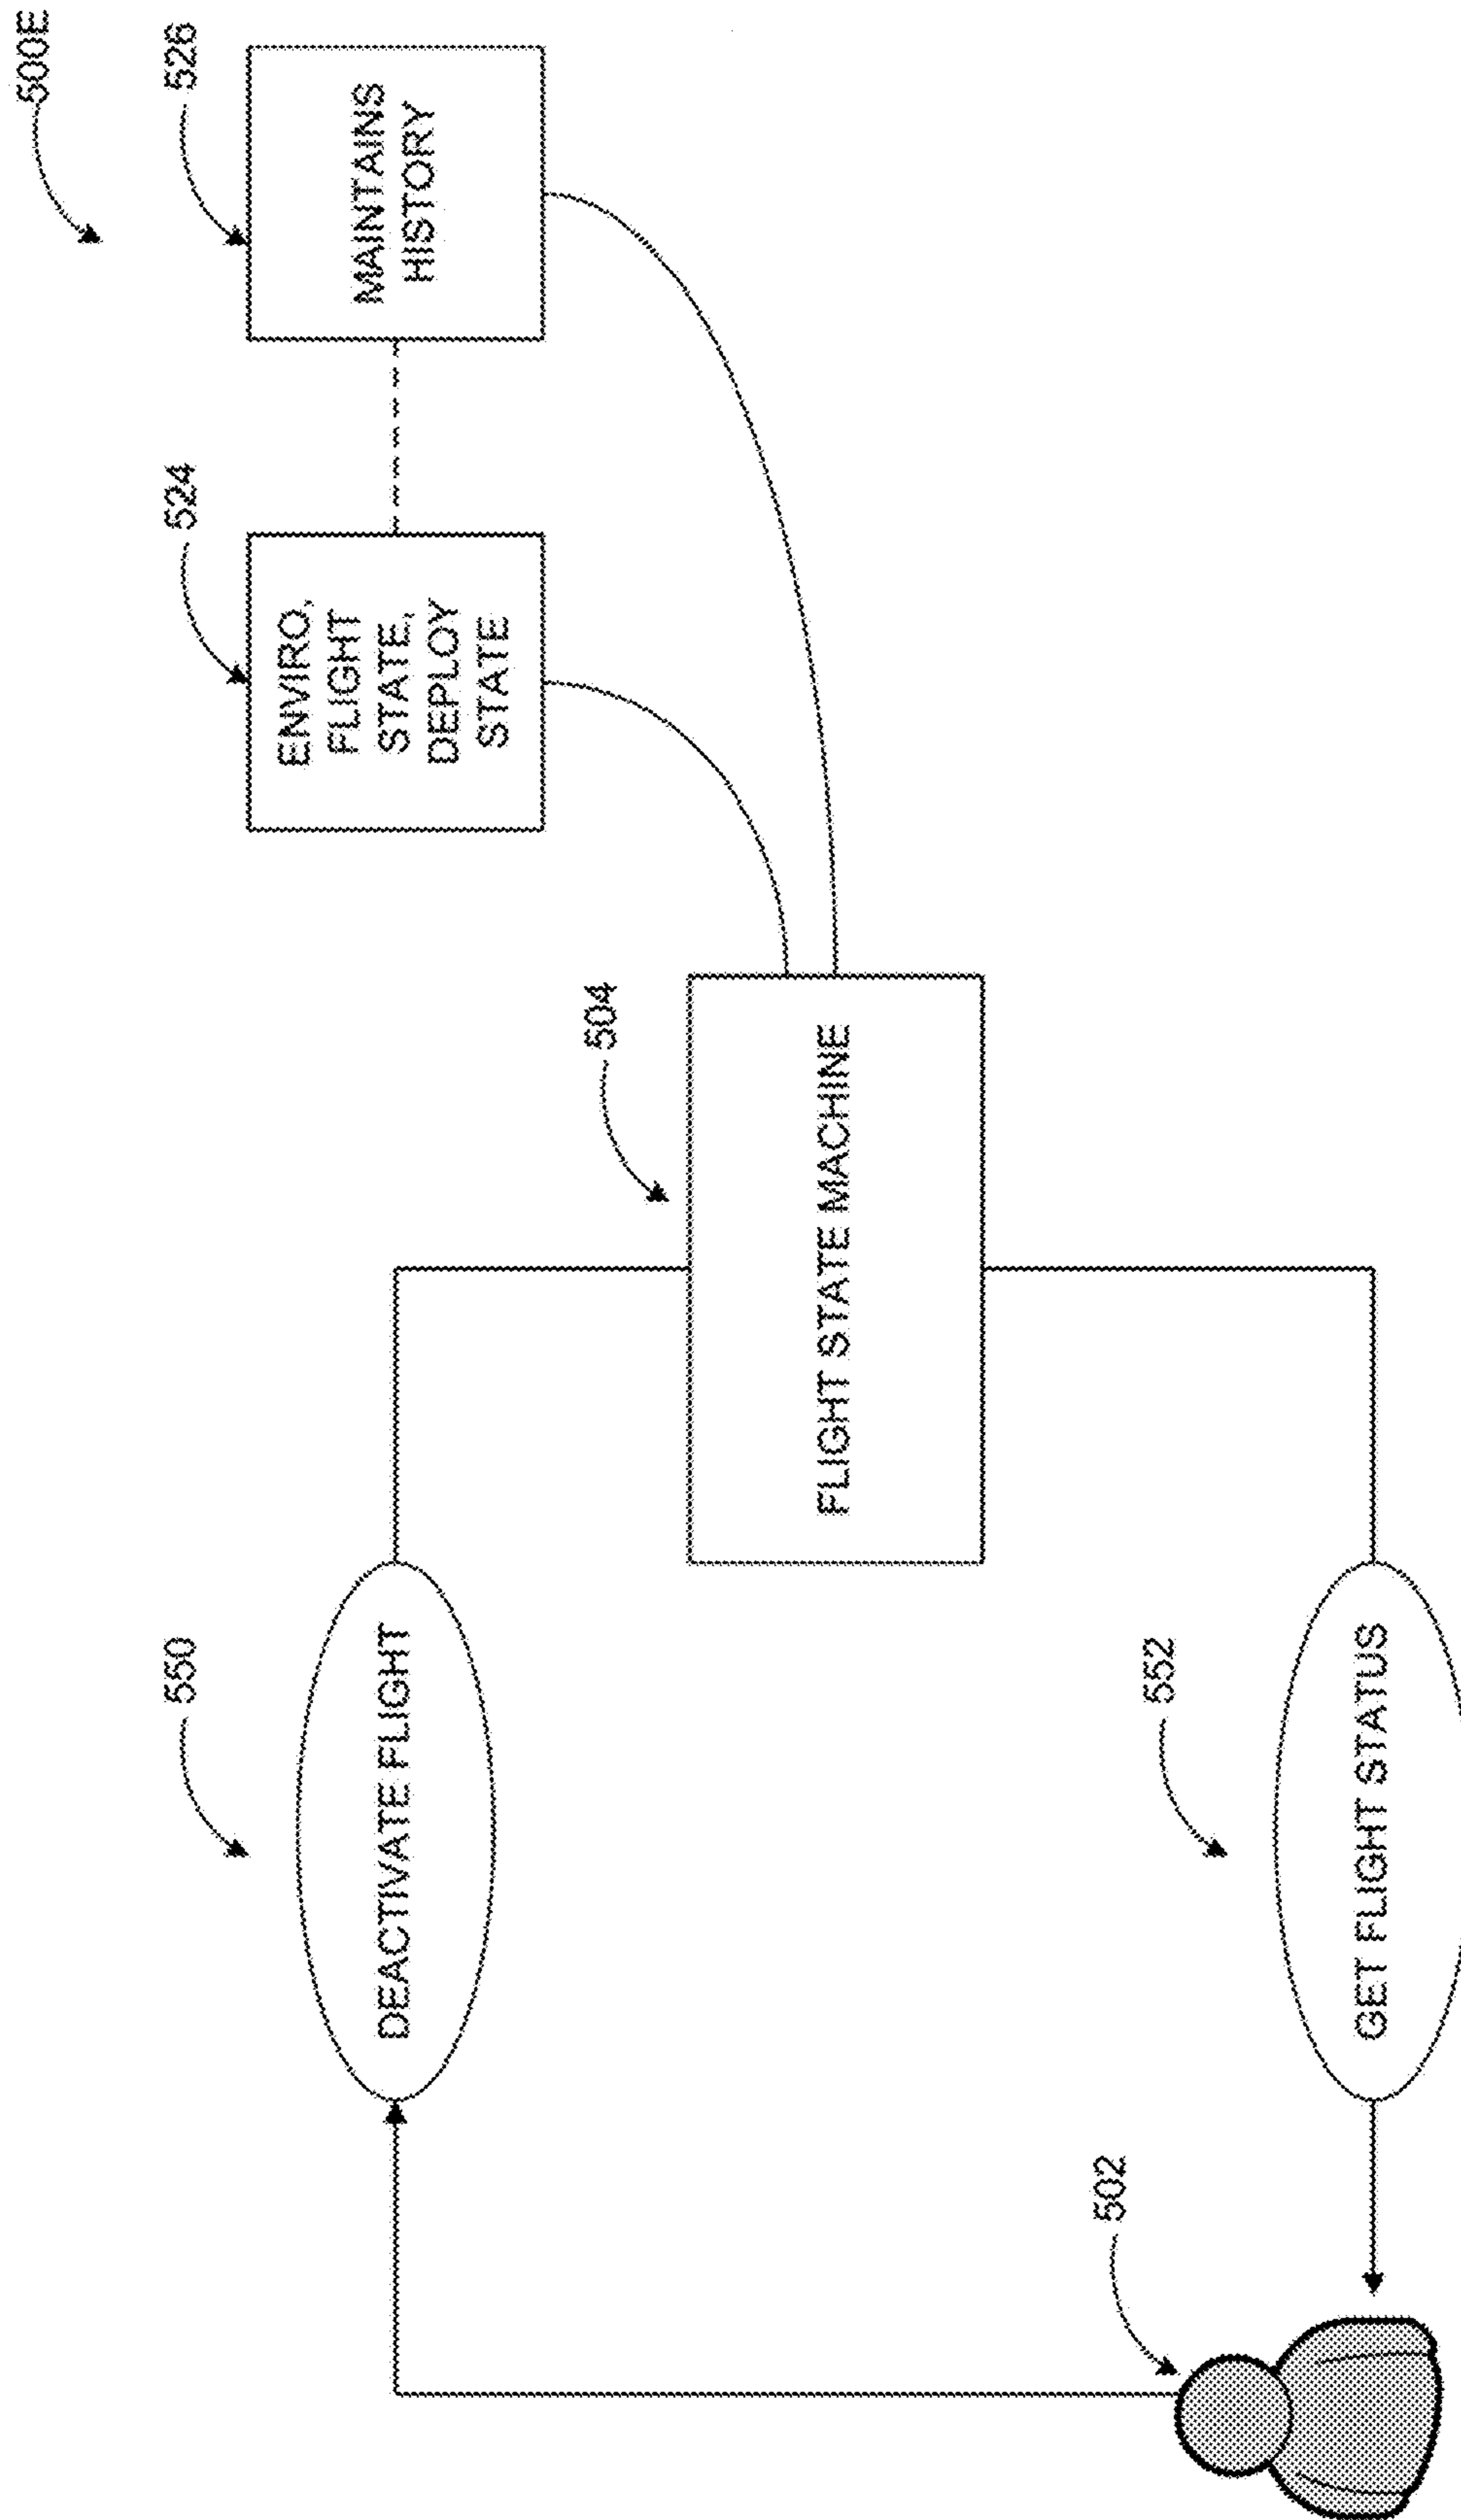 500E
550
524
526
DEACTIVATE FLIGHT
ENVIRO,
FLIGHT
STATE,
DEPLOY
STATE
MAINTAINS
HISTORY
504
FLIGHT STATE MACHINE
502
552
GET FLIGHT STATUS